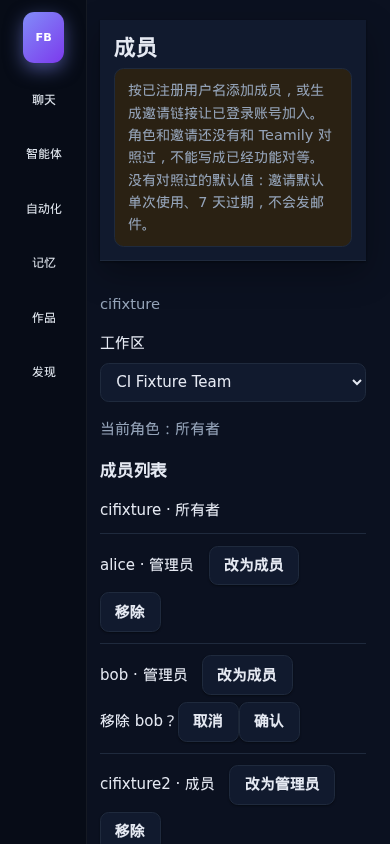 FB
聊天
智能体
自动化
记忆
作品
发现
成员
按已注册用户名添加成员，或生
成邀请链接让已登录账号加入。
角色和邀请还没有和 Teamily 对
照过，不能写成已经功能对等。
没有对照过的默认值：邀请默认
单次使用、7 天过期，不会发邮
件。
cifixture
工作区
CI Fixture Team
当前角色：所有者
成员列表
cifixture · 所有者
alice · 管理员 改为成员
移除
bob · 管理员 改为成员
移除 bob？ 取消 确认
cifixture2 · 成员 改为管理员
移除